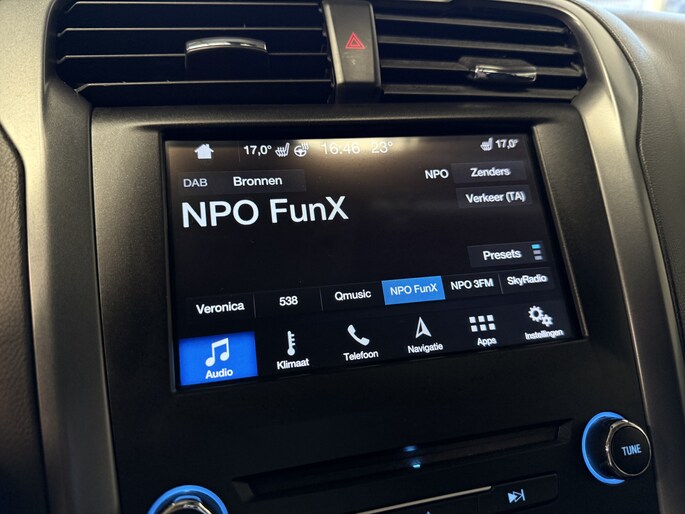 17,0° 16:46 23° 17,0°
DAB Bronnen NPO Zenders
Verkeer (TA)
NPO FunX
Presets
Veronica 538 Qmusic NPO FunX NPO 3FM SkyRadio
Audio Klimaat Telefoon Navigatie Apps Instellingen
TUNE